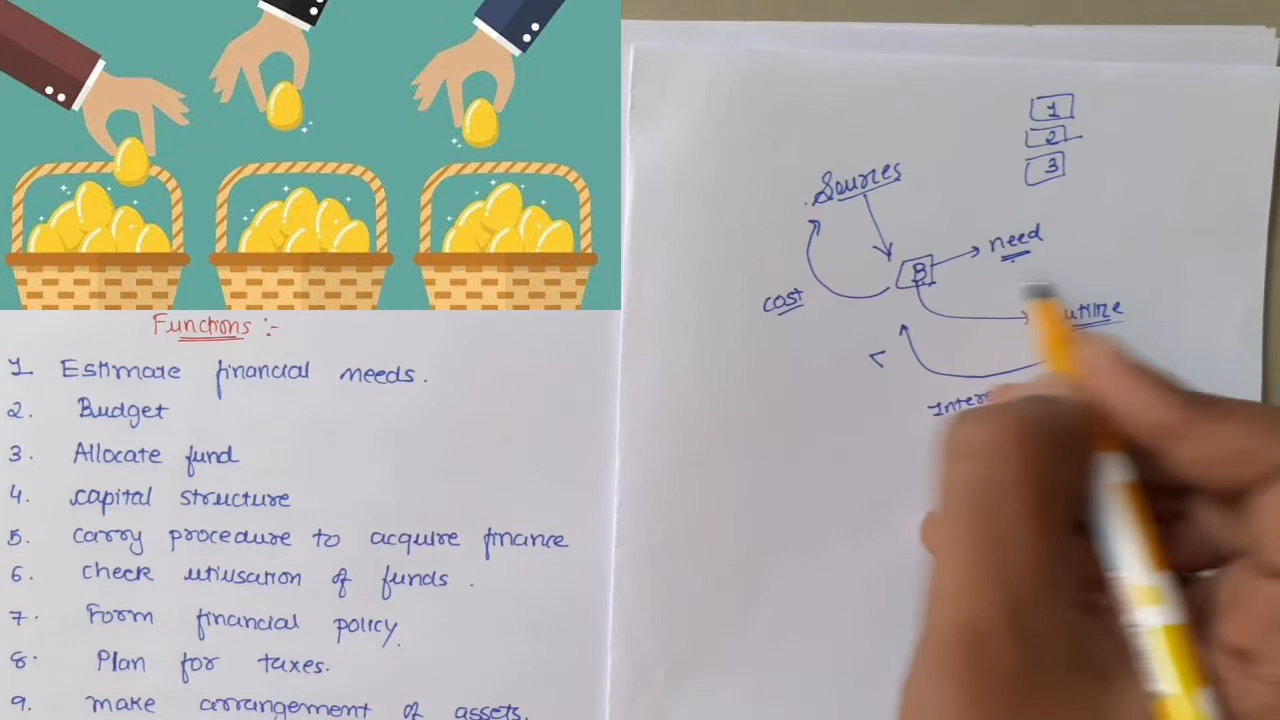 Functions :-
1 Estimate financial needs.
2. Budget
3. Allocate fund
4. capital structure
5. carry procedure to acquire finance
6. check utilisation of funds .
7. Form financial policy.
8. Plan for taxes.
9. make arrangement of assets.
1
2
3
Sources
need
B
cost